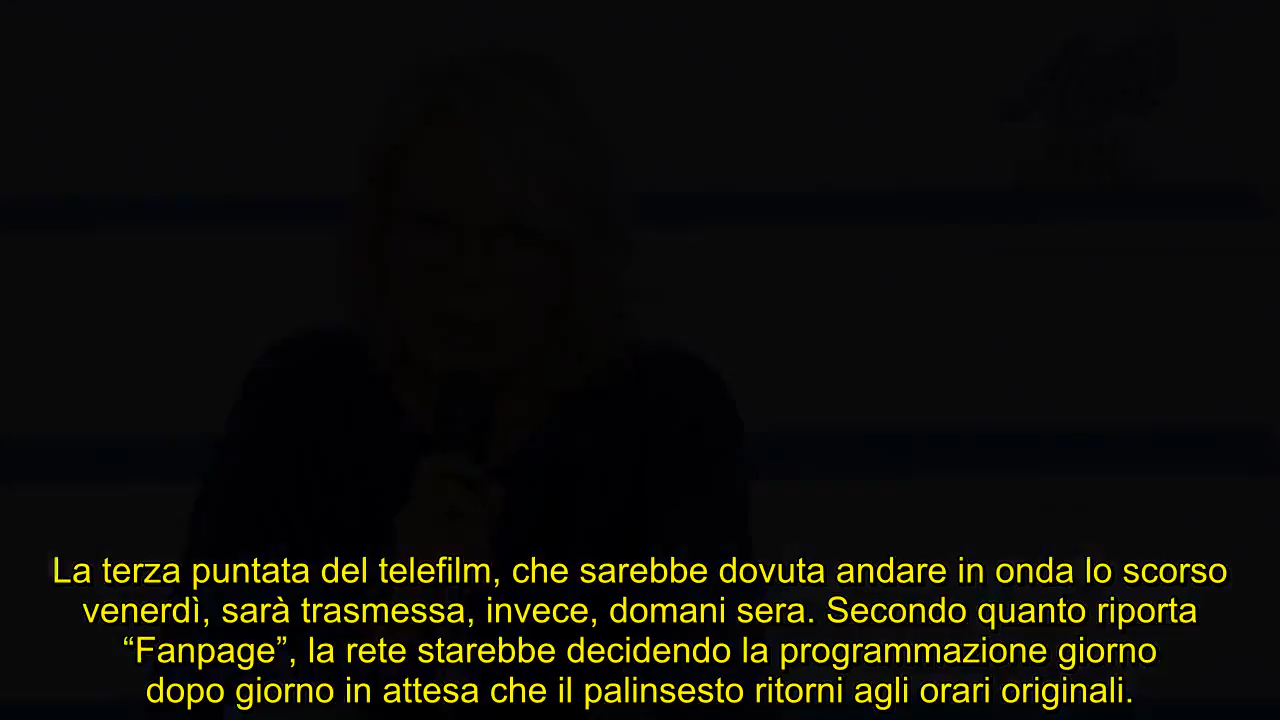 La terza puntata del telefilm, che sarebbe dovuta andare in onda lo scorso
venerdì, sarà trasmessa, invece, domani sera. Secondo quanto riporta
“Fanpage”, la rete starebbe decidendo la programmazione giorno
dopo giorno in attesa che il palinsesto ritorni agli orari originali.